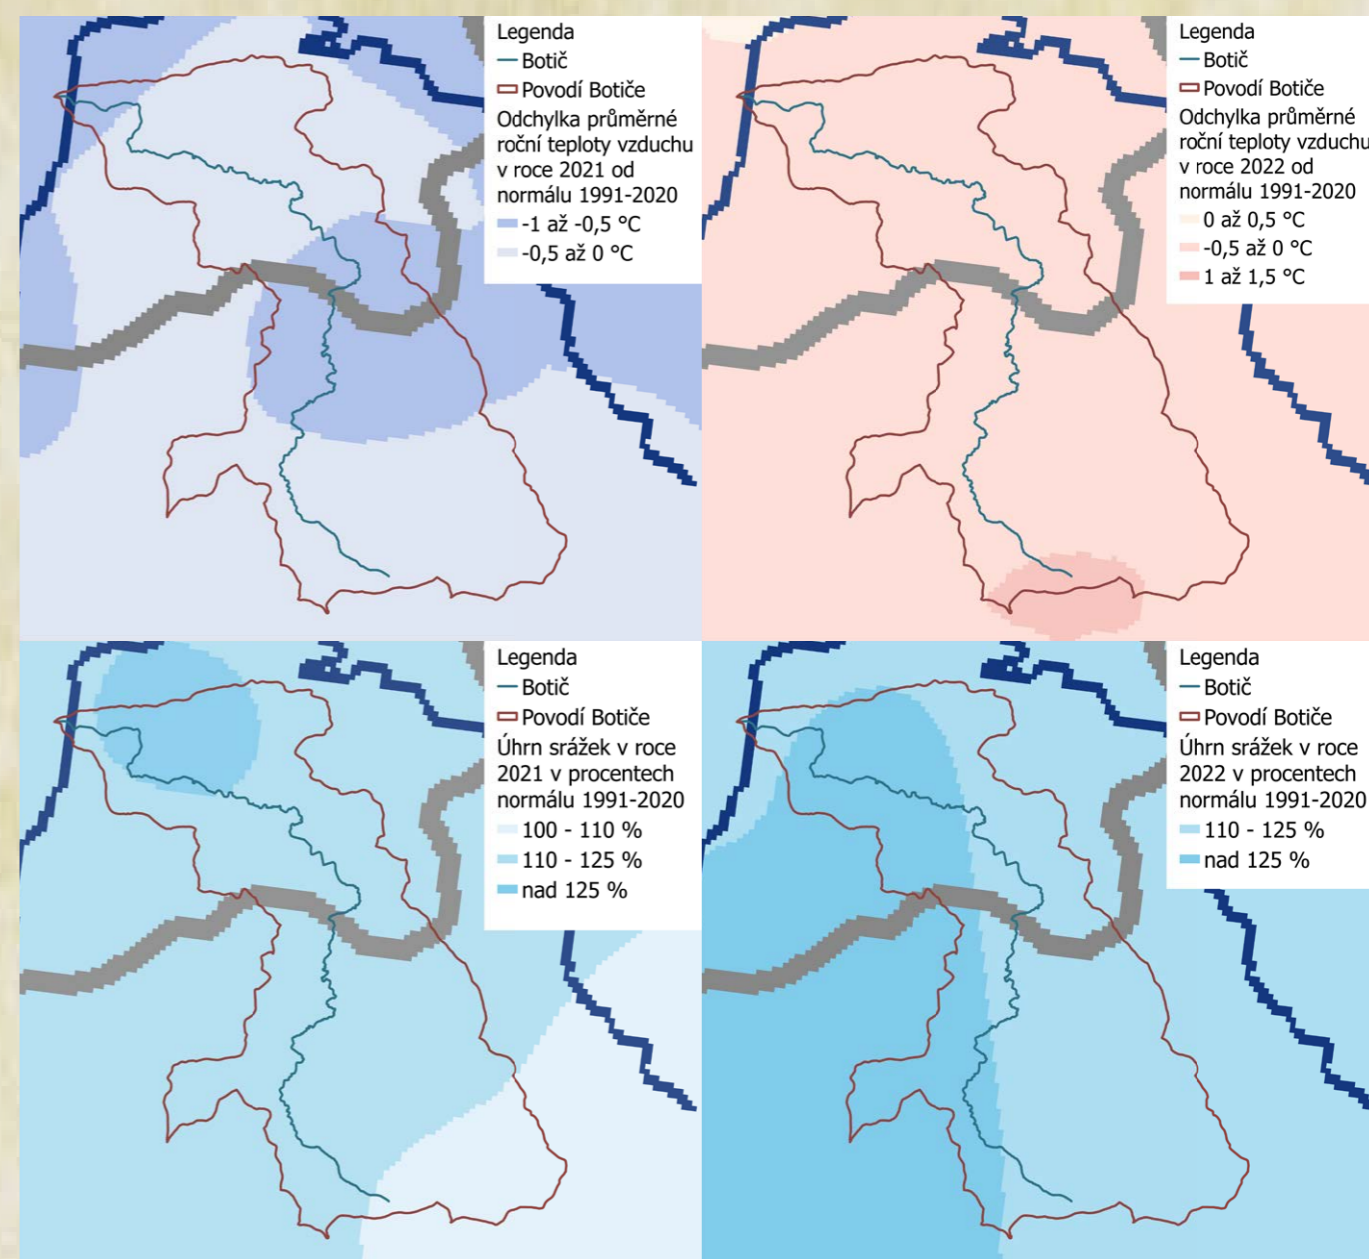 Legenda
Botič
Povodí Botiče
Odchylka průměrné
roční teploty vzduchu
v roce 2021 od
normálu 1991-2020
-1 až -0,5 °C
-0,5 až 0 °C
Legenda
Botič
Povodí Botiče
Odchylka průměrné
roční teploty vzduchu
v roce 2022 od
normálu 1991-2020
0 až 0,5 °C
-0,5 až 0 °C
1 až 1,5 °C
Legenda
Botič
Povodí Botiče
Úhrn srážek v roce
2021 v procentech
normálu 1991-2020
100 - 110 %
110 - 125 %
nad 125 %
Legenda
Botič
Povodí Botiče
Úhrn srážek v roce
2022 v procentech
normálu 1991-2020
110 - 125 %
nad 125 %